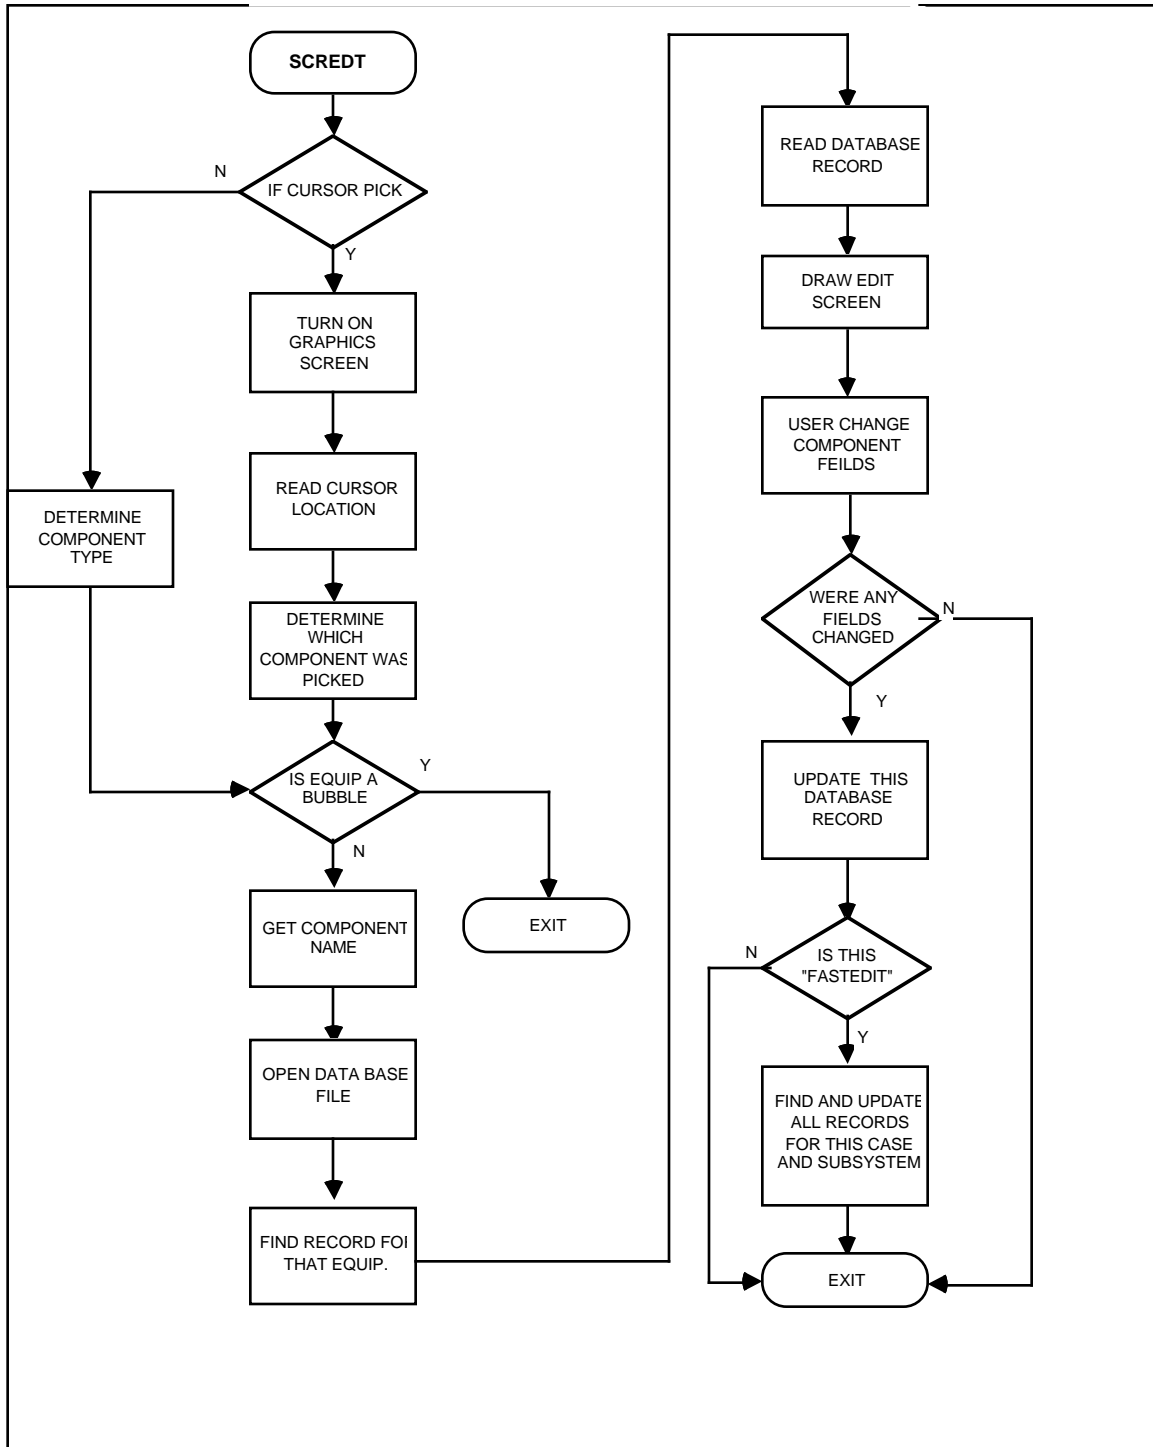 SCREDT
N
IF CURSOR PICK
Y
TURN ON
GRAPHICS
SCREEN
READ CURSOR
LOCATION
DETERMINE
COMPONENT
TYPE
DETERMINE
WHICH
COMPONENT WAS
PICKED
IS EQUIP A
BUBBLE
Y
N
EXIT
GET COMPONENT
NAME
OPEN DATA BASE
FILE
FIND RECORD FOR
THAT EQUIP.
READ DATABASE
RECORD
DRAW EDIT
SCREEN
USER CHANGE
COMPONENT
FEILDS
WERE ANY
FIELDS
CHANGED
N
Y
UPDATE THIS
DATABASE
RECORD
N
IS THIS
"FASTEDIT"
Y
FIND AND UPDATE
ALL RECORDS
FOR THIS CASE
AND SUBSYSTEM
EXIT